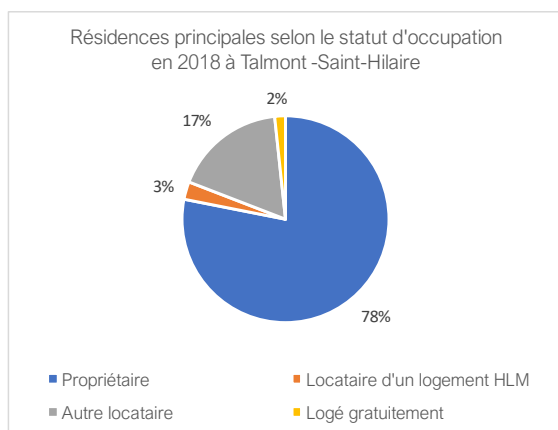 Résidences principales selon le statut d'occupation
en 2018 à Talmont -Saint-Hilaire
2%
17%
3%
78%
Propriétaire
Locataire d'un logement HLM
Autre locataire
Logé gratuitement